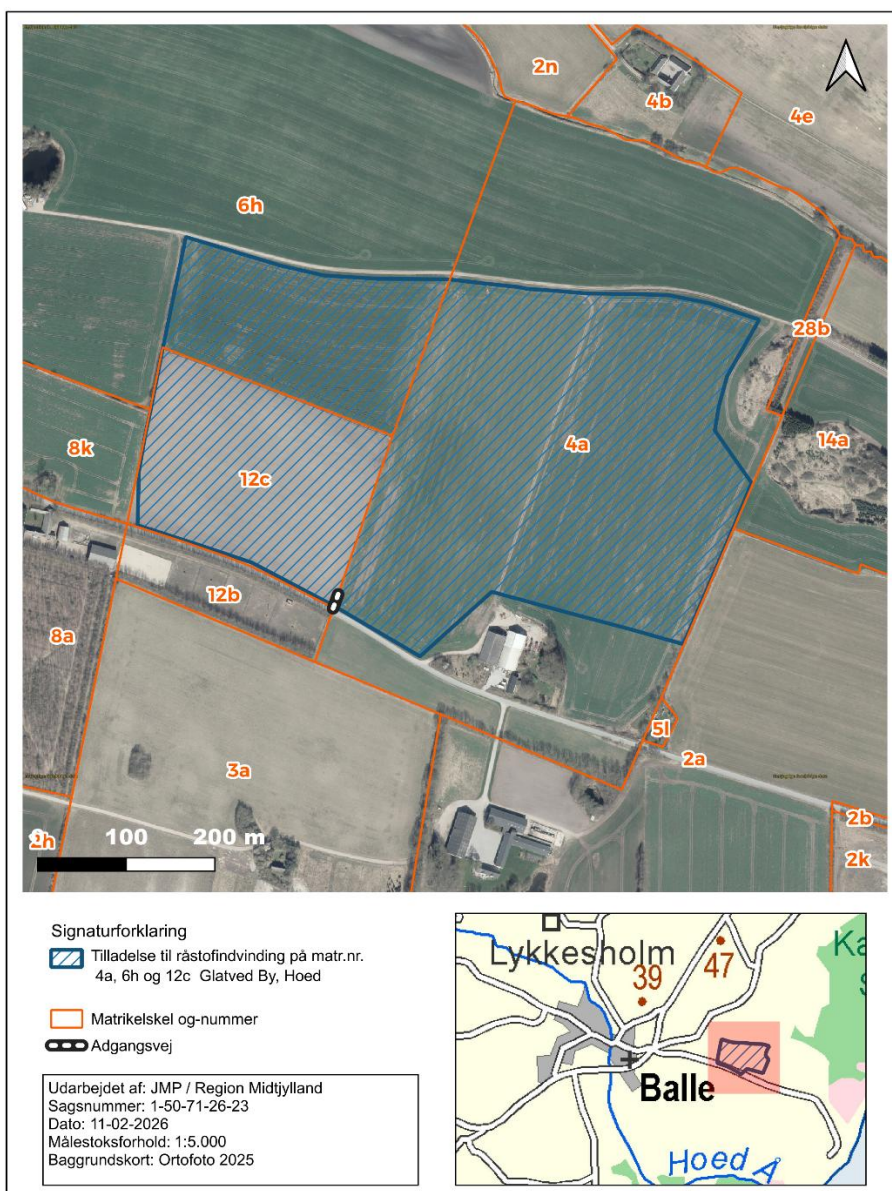 2n
4b
4e
6h
28b
14a
4a
8k
12c
12b
8a
5l
3a
2a
2b
2k
2h
0 100 200 m
Signaturforklaring
Tilladelse til råstofindvinding på matr.nr.
4a, 6h og 12c Glatved By, Hoed
Matrikelskel og-nummer
Adgangsvej
Udarbejdet af: JMP / Region Midtjylland
Sagsnummer: 1-50-71-26-23
Dato: 11-02-2026
Målestoksforhold: 1:5.000
Baggrundskort: Ortofoto 2025
Lykkesholm
47
39
Balle
Hoed Å